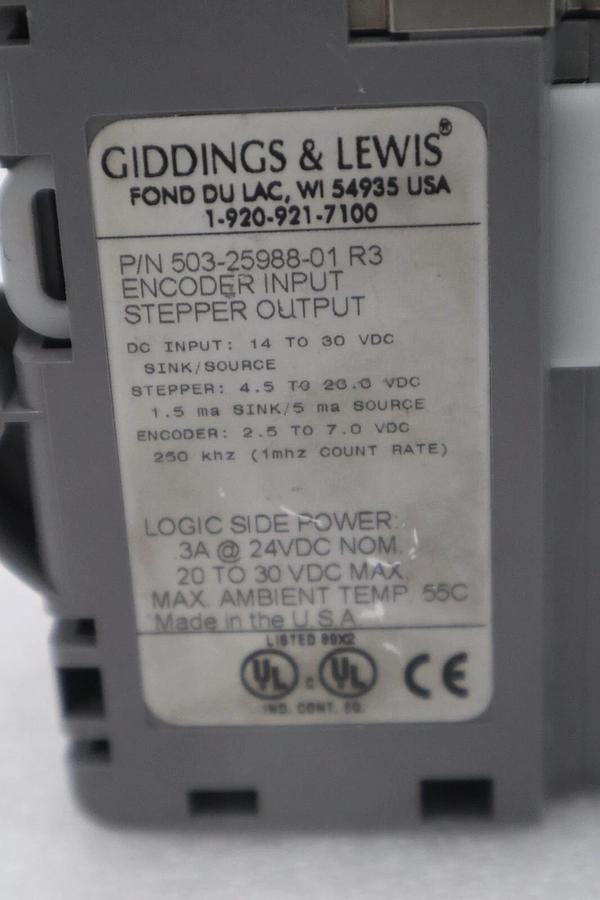 GIDDINGS & LEWIS®
FOND DU LAC, WI 54935 USA
1-920-921-7100
P/N 503-25988-01 R3
ENCODER INPUT
STEPPER OUTPUT
DC INPUT: 14 TO 30 VDC
SINK/SOURCE
STEPPER: 4.5 TO 20.0 VDC
1.5 ma SINK/5 ma SOURCE
ENCODER: 2.5 TO 7.0 VDC
250 khz (1mhz COUNT RATE)
LOGIC SIDE POWER:
.3A @ 24VDC NOM.
20 TO 30 VDC MAX.
MAX. AMBIENT TEMP. 55C
Made in the U.S.A.
LISTED 89X2
UL C UL CE
IND. CONT. EQ.